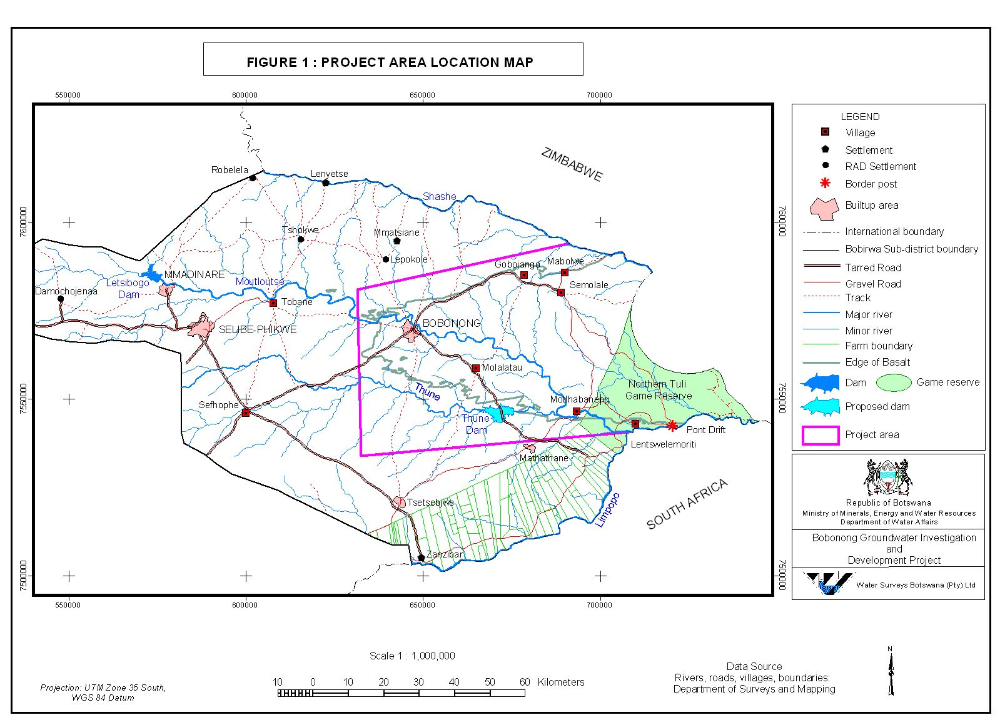 FIGURE 1 : PROJECT AREA LOCATION MAP
550000
600000
650000
700000
7600000
7550000
7500000
7600000
7550000
7500000
550000
600000
650000
700000
ZIMBABWE
Robelela
Lenyetse
Shashe
Tshokwe
Mmatsiane
Lepokole
Gobojango
Mabolwe
Semolale
MMADINARE
Letsibogo
Dam
Moutloutse
Damochojenaa
Tobane
SELIBE-PHIKWE
BOBONONG
Molalatau
Northern Tuli
Game Reserve
Thune
Motlhabaneng
Sefhophe
Thune
Dam
Pont Drift
Lentswelemoriti
Mathathane
Tsetsebjwe
Limpopo
SOUTH AFRICA
Zanzibar
LEGEND
Village
Settlement
RAD Settlement
Border post
Builtup area
International boundary
Bobirwa Sub-district boundary
Tarred Road
Gravel Road
Track
Major river
Minor river
Farm boundary
Edge of Basalt
Dam
Game reserve
Proposed dam
Project area
Republic of Botswana
Ministry of Minerals, Energy and Water Resources
Department of Water Affairs
Bobonong Groundwater Investigation
and
Development Project
Water Surveys Botswana (Pty) Ltd
Scale 1 : 1,000,000
10 0 10 20 30 40 50 60 Kilometers
Projection: UTM Zone 35 South,
WGS 84 Datum
Data Source
Rivers, roads, villages, boundaries:
Department of Surveys and Mapping
N